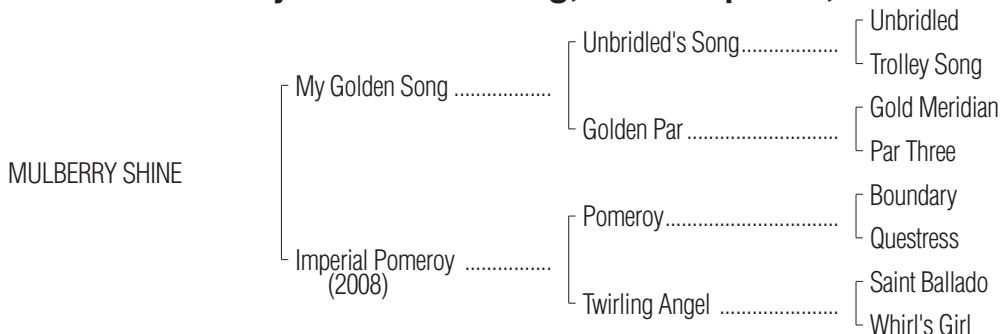 Unbridled
Unbridled's Song..................
Trolley Song
My Golden Song ..................
Gold Meridian
Golden Par ............................
Par Three
MULBERRY SHINE
Boundary
Pomeroy................................
Questress
Imperial Pomeroy ................
(2008)
Saint Ballado
Twirling Angel ......................
Whirl's Girl